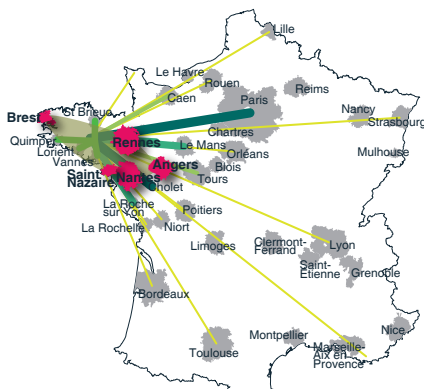 Lille
Le Havre
Rouen
Reims
Caen
Paris
St Brieuc
Brest
Nancy
Strasbourg
Chartres
Quimper
Rennes
Le Mans
Lorient
Orléans
Mulhouse
Vannes
Angers
Blois
Saint
Nazaire
Nantes
Tours
Cholet
La Roche
sur Yon
Poitiers
La Rochelle
Niort
Limoges
Clermont-
Ferrand
Lyon
Saint-
Etienne
Grenoble
Bordeaux
Nice
Montpellier
Marseille-
Aix en
Provence
Toulouse